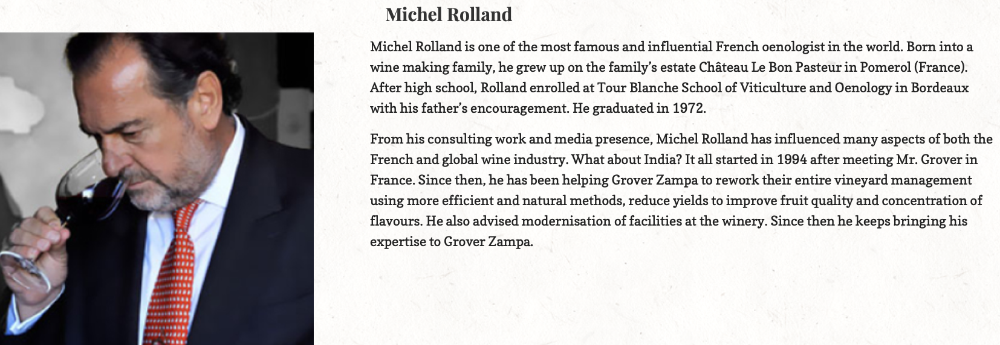 Michel Rolland
Michel Rolland is one of the most famous and influential French oenologist in the world. Born into a
wine making family, he grew up on the family’s estate Château Le Bon Pasteur in Pomerol (France).
After high school, Rolland enrolled at Tour Blanche School of Viticulture and Oenology in Bordeaux
with his father’s encouragement. He graduated in 1972.
From his consulting work and media presence, Michel Rolland has influenced many aspects of both the
French and global wine industry. What about India? It all started in 1994 after meeting Mr. Grover in
France. Since then, he has been helping Grover Zampa to rework their entire vineyard management
using more efficient and natural methods, reduce yields to improve fruit quality and concentration of
flavours. He also advised modernisation of facilities at the winery. Since then he keeps bringing his
expertise to Grover Zampa.